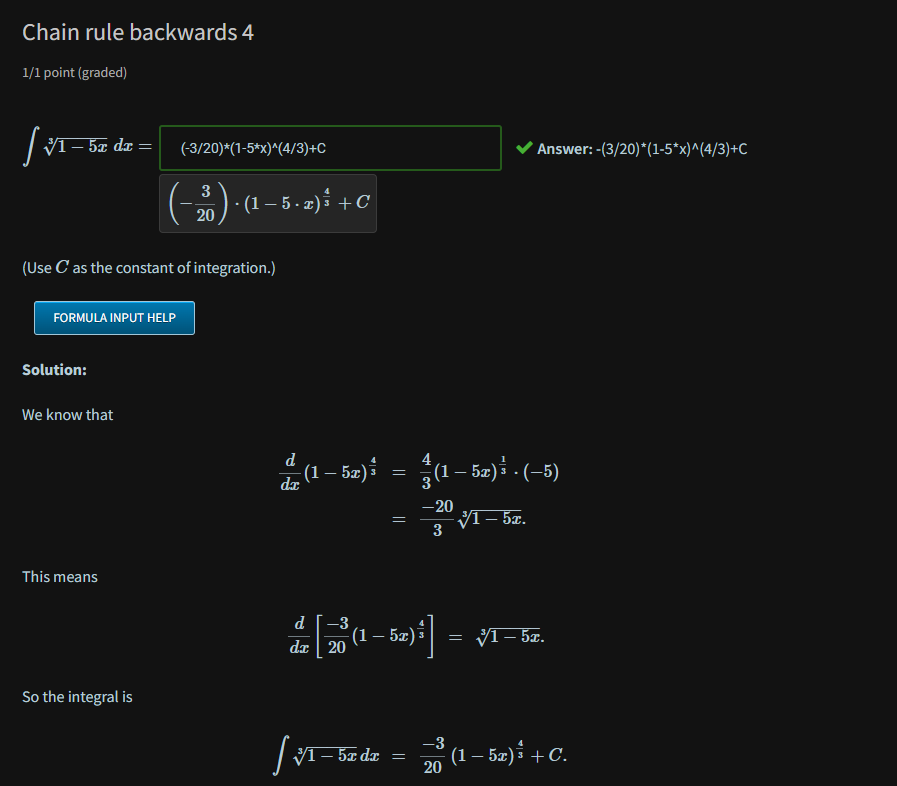 Chain rule backwards 4
1/1 point (graded)
∫ ∛(1 − 5x) dx = (-3/20)*(1-5*x)^(4/3)+C ✔ Answer: -(3/20)*(1-5*x)^(4/3)+C
(−3/20) · (1 − 5 · x)^(4/3) + C
(Use C as the constant of integration.)
FORMULA INPUT HELP
Solution:
We know that
d/dx (1 − 5x)^(4/3) = 4/3 (1 − 5x)^(1/3) · (−5)
= −20/3 ∛(1 − 5x).
This means
d/dx [−3/20 (1 − 5x)^(4/3)] = ∛(1 − 5x).
So the integral is
∫ ∛(1 − 5x) dx = −3/20 (1 − 5x)^(4/3) + C.